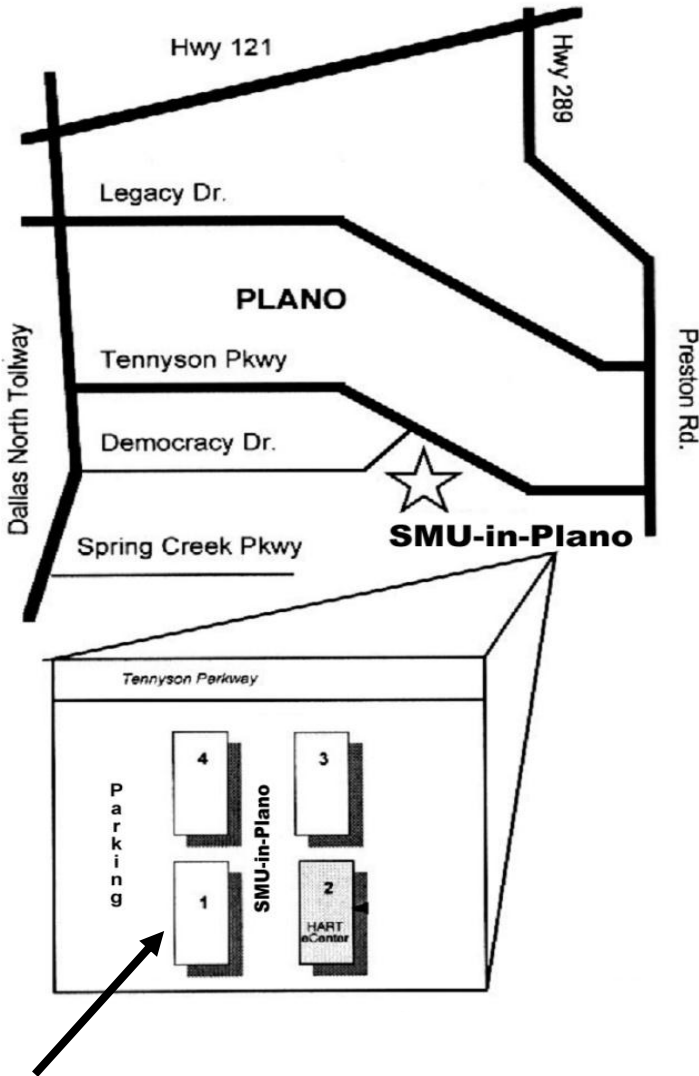 Hwy 121
Hwy 289
Legacy Dr.
PLANO
Dallas North Tollway
Tennyson Pkwy
Preston Rd.
Democracy Dr.
SMU-in-Plano
Spring Creek Pkwy
Tennyson Parkway
4
3
Parking
SMU-in-Plano
1
2
HART
eCenter